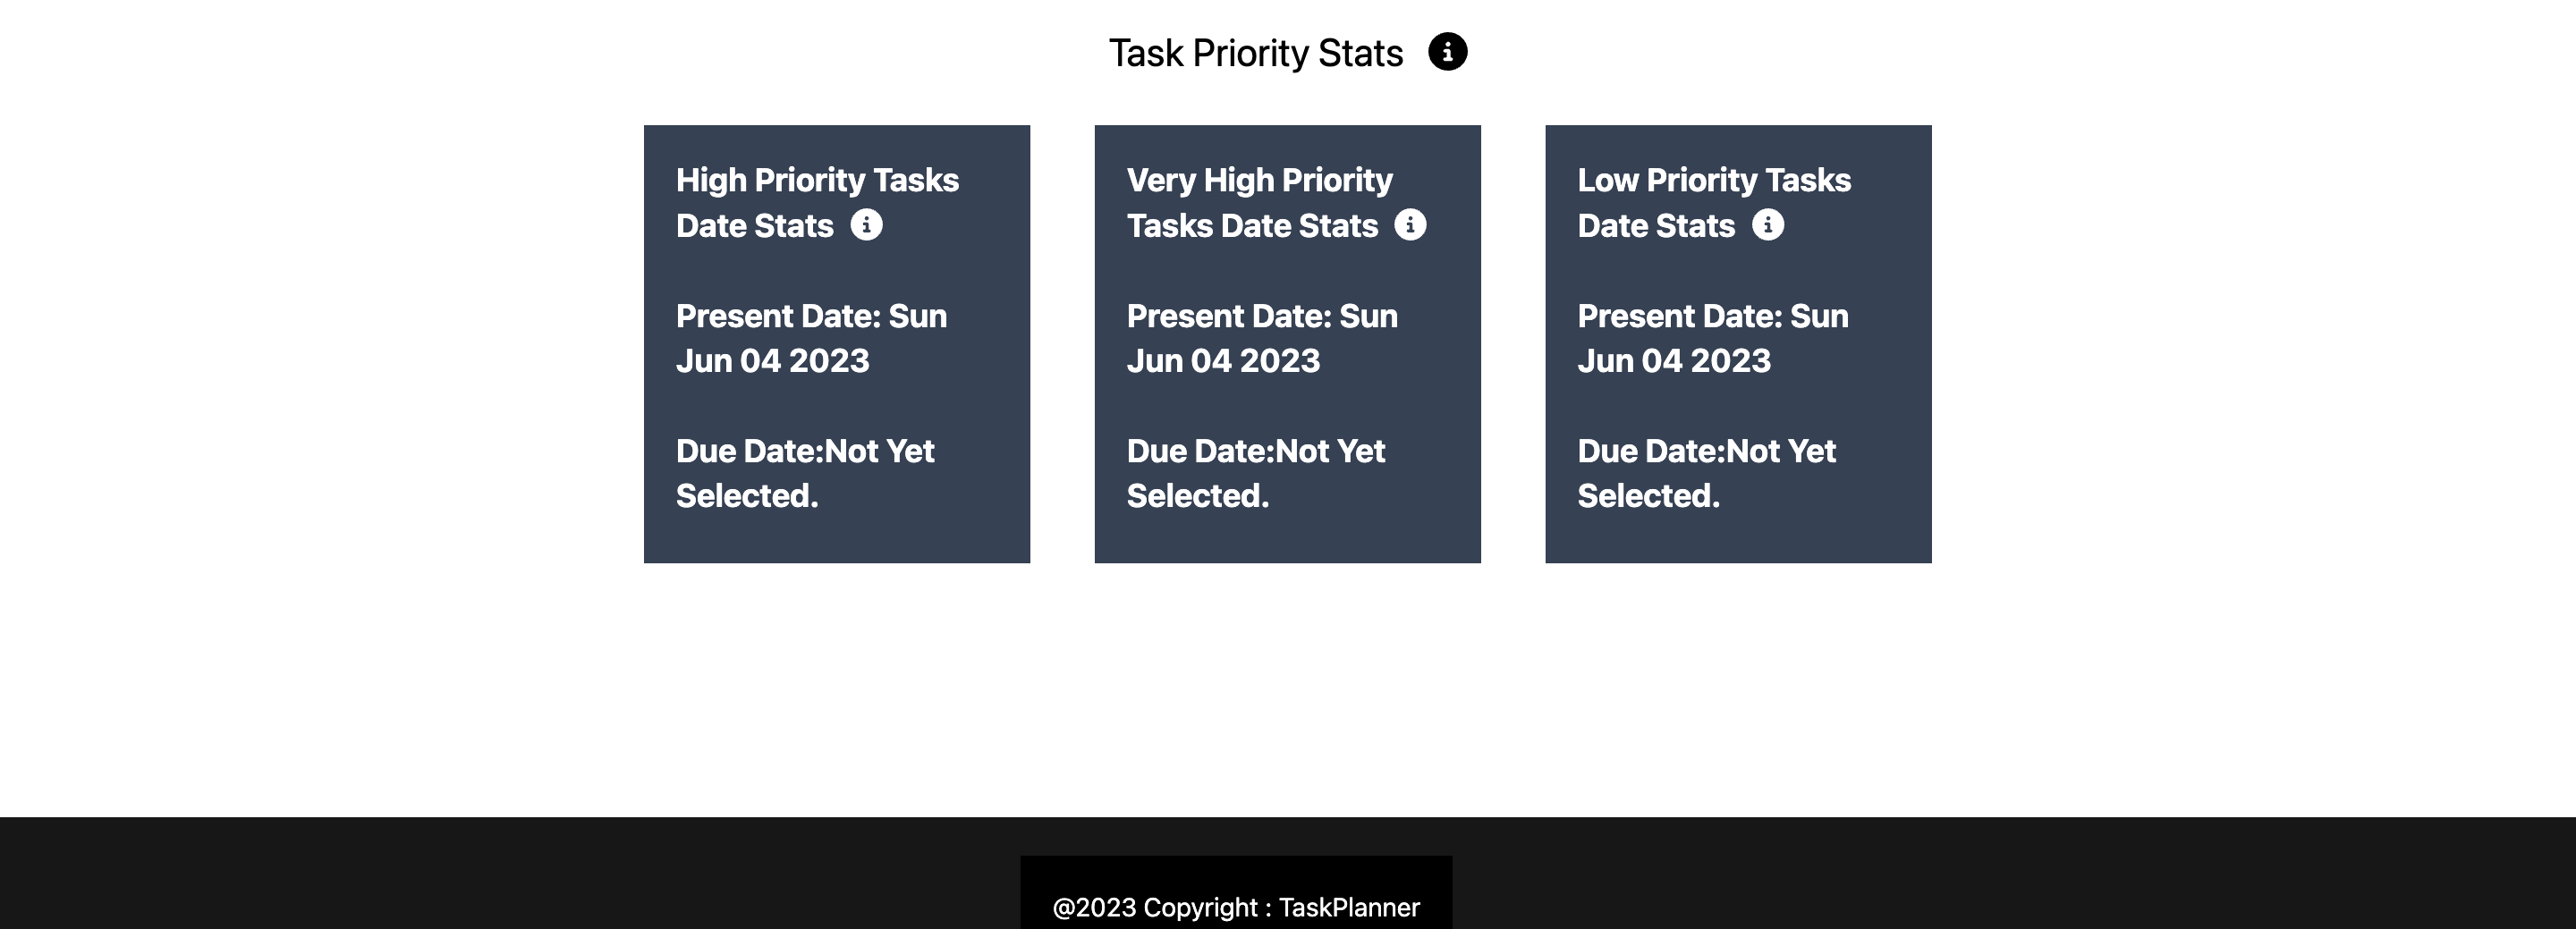 Task Priority Stats
High Priority Tasks
Date Stats
Present Date: Sun
Jun 04 2023
Due Date:Not Yet
Selected.
Very High Priority
Tasks Date Stats
Present Date: Sun
Jun 04 2023
Due Date:Not Yet
Selected.
Low Priority Tasks
Date Stats
Present Date: Sun
Jun 04 2023
Due Date:Not Yet
Selected.
@2023 Copyright : TaskPlanner